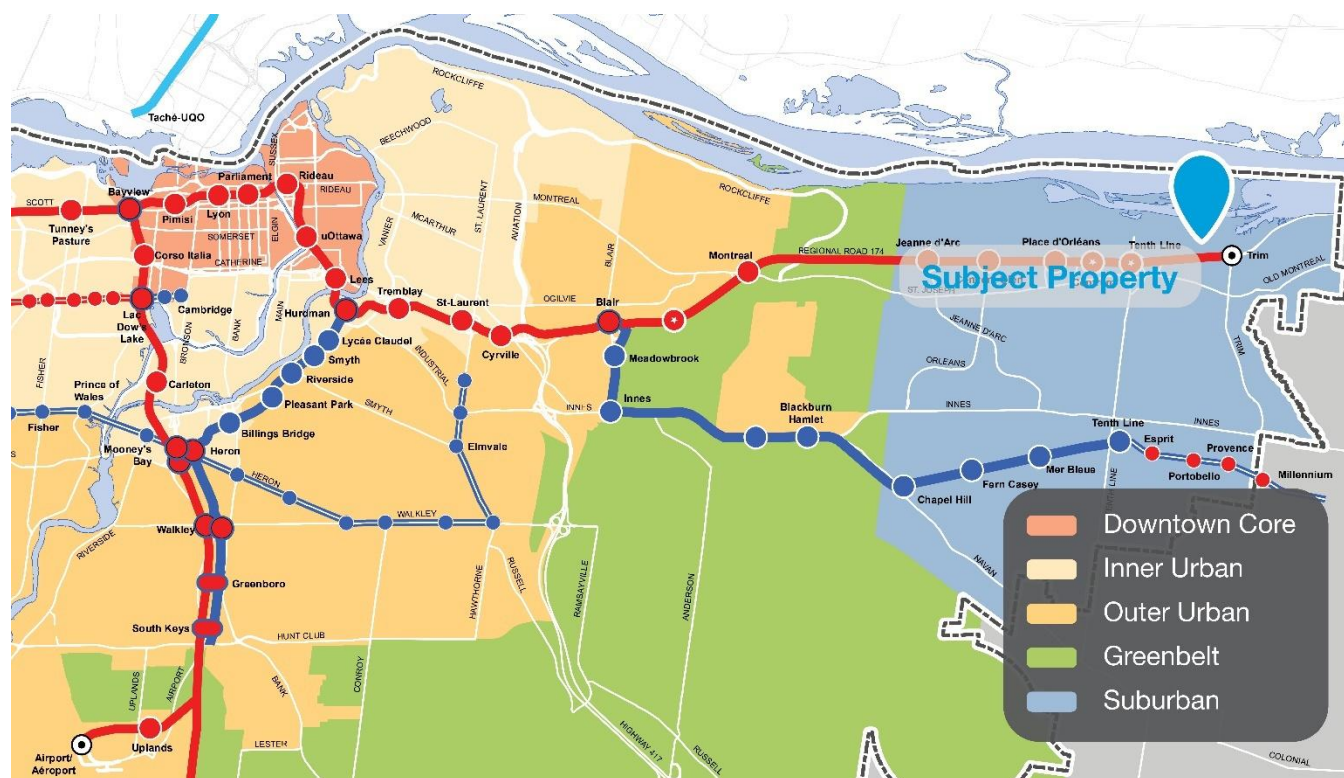 Taché-UQO
ROCKCLIFFE
BEECHWOOD
SUSSEX
Parliament
Rideau
RIDEAU
Bayview
SCOTT
Tunney's
Pasture
Pimisi
Lyon
SOMERSET
ELGIN
uOttawa
VANIER
MCARTHUR
ST. LAURENT
AVIATION
MONTREAL
ROCKCLIFFE
BLAIR
Corso Italia
CATHERINE
Lees
Montreal
REGIONAL ROAD 174
Jeanne d'Arc
Place d'Orléans
Tenth Line
Trim
Subject Property
ST. JOSEPH
OLD MONTREAL
Cambridge
Lac
Dow's
Lake
BRONSON
BANK
MAIN
Hurdman
Tremblay
St-Laurent
OGILVIE
Blair
Cyrville
JEANNE D'ARC
ORLEANS
TRIM
Lycée Claudel
Smyth
Riverside
Pleasant Park
INDUSTRIAL
SMYTH
Meadowbrook
FISHER
Carleton
Prince of
Wales
Fisher
Innes
INNES
INNES
INNES
Blackburn
Hamlet
Billings Bridge
Mooney's
Bay
Heron
HERON
Elmvale
Tenth Line
Esprit
Provence
Portobello
Millennium
Mer Bleue
Fern Casey
Chapel Hill
WALKLEY
Walkley
RIVERSIDE
Greenboro
South Keys
HUNT CLUB
HAWTHORNE
RUSSELL
RAMSAYVILLE
ANDERSON
NAVAN
Downtown Core
Inner Urban
Outer Urban
Greenbelt
Suburban
UPLANDS
AIRPORT
BANK
CONROY
Uplands
Airport/
Aéroport
LESTER
HIGHWAY 417
RUSSELL
COLONIAL